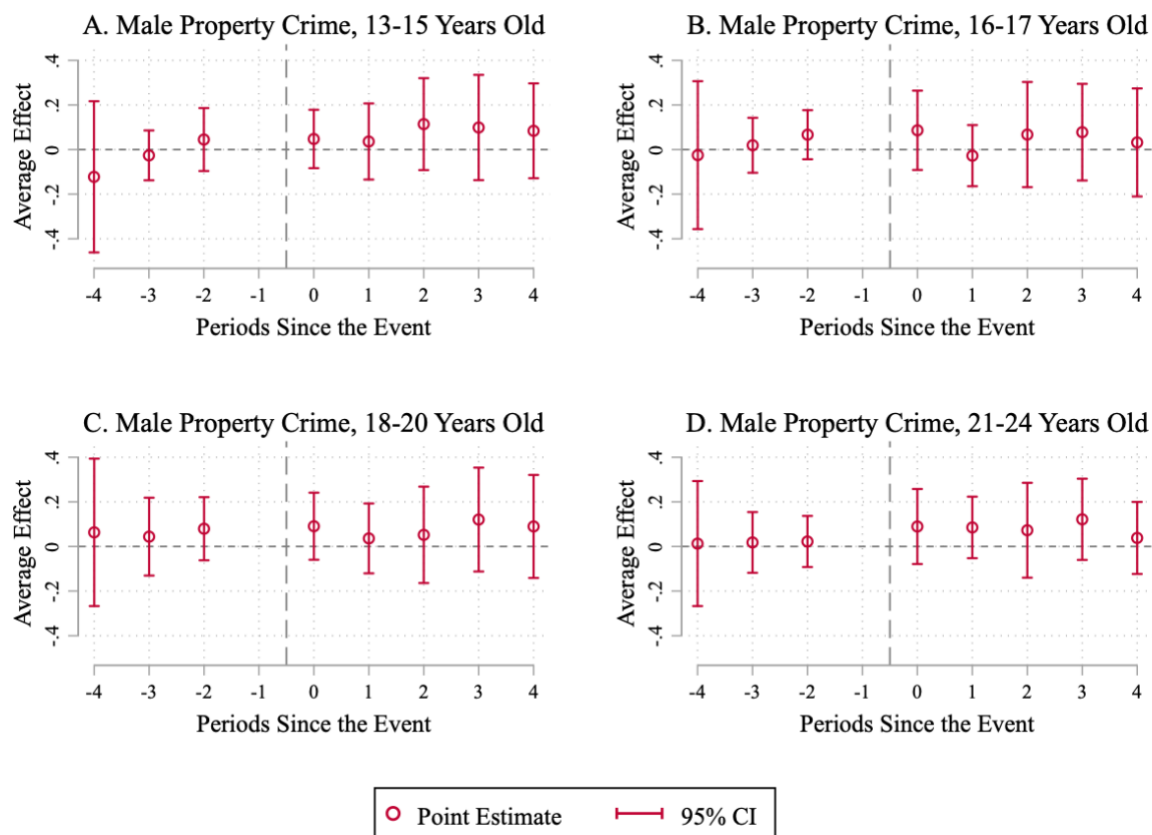 A. Male Property Crime, 13-15 Years Old
Average Effect
.4
.2
0
-.2
-.4
-4 -3 -2 -1 0 1 2 3 4
Periods Since the Event
B. Male Property Crime, 16-17 Years Old
Average Effect
.4
.2
0
-.2
-.4
-4 -3 -2 -1 0 1 2 3 4
Periods Since the Event
C. Male Property Crime, 18-20 Years Old
Average Effect
.4
.2
0
-.2
-.4
-4 -3 -2 -1 0 1 2 3 4
Periods Since the Event
D. Male Property Crime, 21-24 Years Old
Average Effect
.4
.2
0
-.2
-.4
-4 -3 -2 -1 0 1 2 3 4
Periods Since the Event
Point Estimate 95% CI